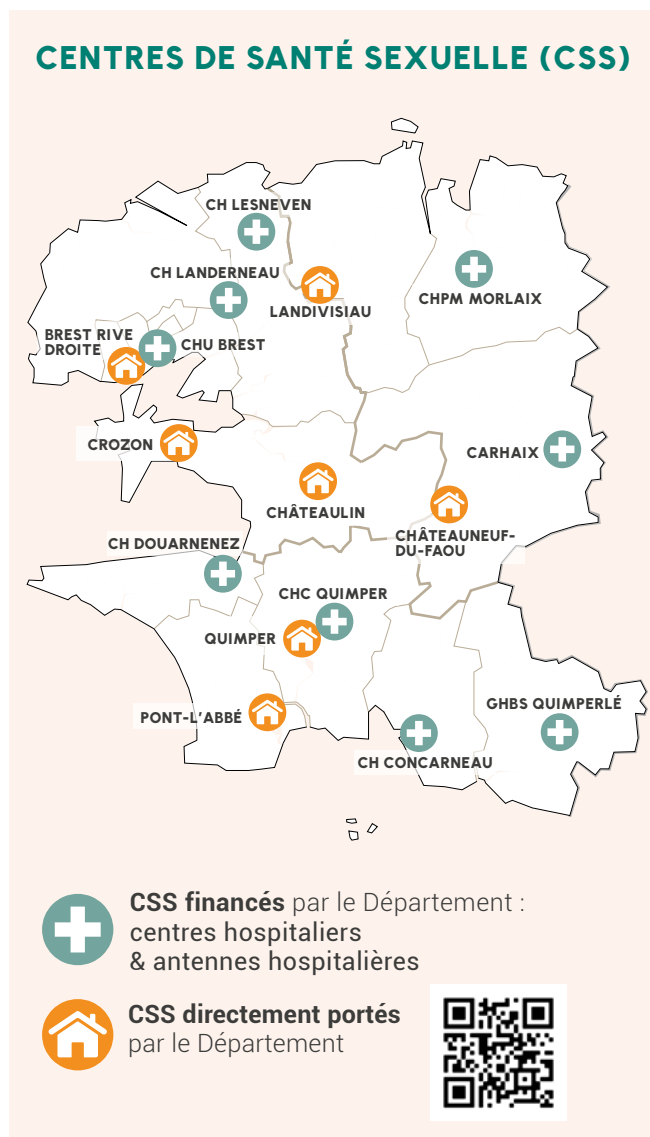 CENTRES DE SANTÉ SEXUELLE (CSS)
CH LESNEVEN
CH LANDERNEAU
LANDIVISIAU
CHPM MORLAIX
BREST RIVE
DROITE
CHU BREST
CROZON
CARHAIX
CHÂTEAULIN
CHÂTEAUNEUF-
DU-FAOU
CH DOUARNENEZ
CHC QUIMPER
QUIMPER
PONT-L'ABBÉ
GHBS QUIMPERLÉ
CH CONCARNEAU
CSS financés par le Département :
centres hospitaliers
& antennes hospitalières
CSS directement portés
par le Département